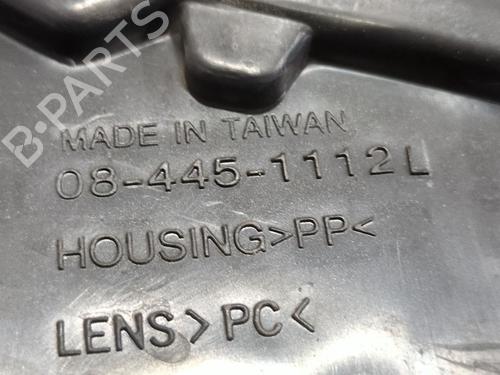 B-PARTS
MADE IN TAIWAN
08-445-1112L
HOUSING>PP<
LENS>PC<